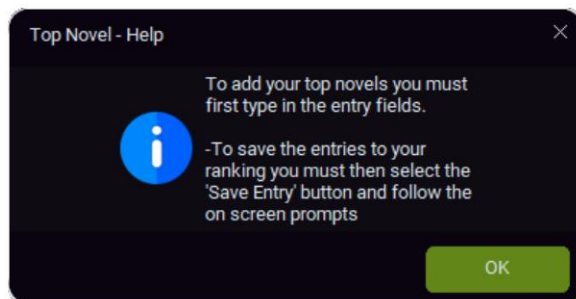 Top Novel - Help
To add your top novels you must
first type in the entry fields.
-To save the entries to your
ranking you must then select the
'Save Entry' button and follow the
on screen prompts
OK